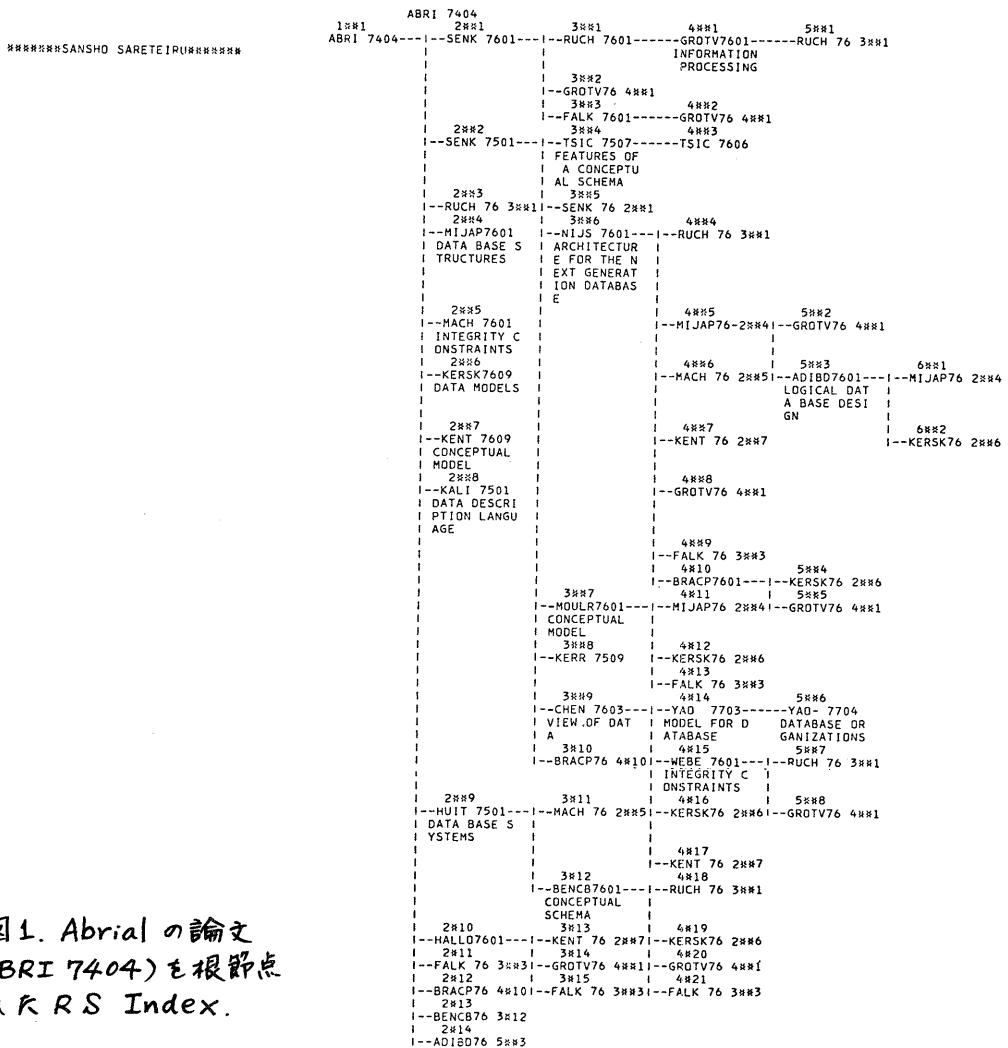 ABRI 7404
1※※1 2※※1 3※※1 4※※1 5※※1
※※※※※※※SANSHO SARETEIRU※※※※※※※ ABRI 7404---|--SENK 7601---|--RUCH 7601------GROTV7601------RUCH 76 3※※1
| | INFORMATION
| | PROCESSING
| 3※※2
| |--GROTV76 4※※1
| 3※※3 4※※2
| |--FALK 7601------GROTV76 4※※1
2※※2 3※※4 4※※3
|--SENK 7501---|--TSIC 7507------TSIC 7606
| | FEATURES OF
| | A CONCEPTU
| | AL SCHEMA
2※※3 3※※5
|--RUCH 76 3※※1|--SENK 76 2※※1
2※※4 3※※6 4※※4
|--MIJAP7601 |--NIJS 7601---|--RUCH 76 3※※1
| DATA BASE S | ARCHITECTUR |
| TRUCTURES | E FOR THE N |
| | EXT GENERAT |
| | ION DATABAS |
| | E |
2※※5 4※※5 5※※2
|--MACH 7601 | |--MIJAP76-2※※4|--GROTV76 4※※1
| INTEGRITY C
| ONSTRAINTS
2※※6 4※※6 5※※3 6※※1
|--KERSK7609 | |--MACH 76 2※※5|--ADIBD7601---|--MIJAP76 2※※4
| DATA MODELS LOGICAL DAT |
A BASE DESI |
GN |
2※※7 4※※7 6※※2
|--KENT 7609 | |--KENT 76 2※※7 |--KERSK76 2※※6
| CONCEPTUAL
| MODEL
2※※8 4※※8
|--KALI 7501 | |--GROTV76 4※※1
| DATA DESCRI
| PTION LANGU
| AGE
4※※9
|--FALK 76 3※※3
4※10 5※※4
|--BRACP7601---|--KERSK76 2※※6
3※※7 4※11 5※※5
|--MOULR7601---|--MIJAP76 2※※4|--GROTV76 4※※1
| CONCEPTUAL
| MODEL
3※※8 4※12
|--KERR 7509 |--KERSK76 2※※6
4※13
|--FALK 76 3※※3
3※※9 4※14 5※※6
|--CHEN 7603---|--YAO 7703------YAO- 7704
| VIEW.OF DAT | MODEL FOR D DATABASE OR
| A | ATABASE GANIZATIONS
3※10 4※15 5※※7
|--BRACP76 4※10|--WEBE 7601---|--RUCH 76 3※※1
| INTEGRITY C |
| ONSTRAINTS |
2※※9 3※11 4※16 5※※8
|--HUIT 7501---|--MACH 76 2※※5|--KERSK76 2※※6|--GROTV76 4※※1
| DATA BASE S
| YSTEMS
4※17
|--KENT 76 2※※7
3※12 4※18
|--BENCB7601---|--RUCH 76 3※※1
CONCEPTUAL
SCHEMA
2※10 3※13 4※19
|--HALLO7601---|--KENT 76 2※※7|--KERSK76 2※※6
2※11 3※14 4※20
|--FALK 76 3※※3|--GROTV76 4※※1|--GROTV76 4※※1
2※12 3※15 4※21
|--BRACP76 4※10|--FALK 76 3※※3|--FALK 76 3※※3
2※13
|--BENCB76 3※12
2※14
|--ADIBD76 5※※3
図1. Abrial の論文
BRI 7404)を根節点
した RS Index.